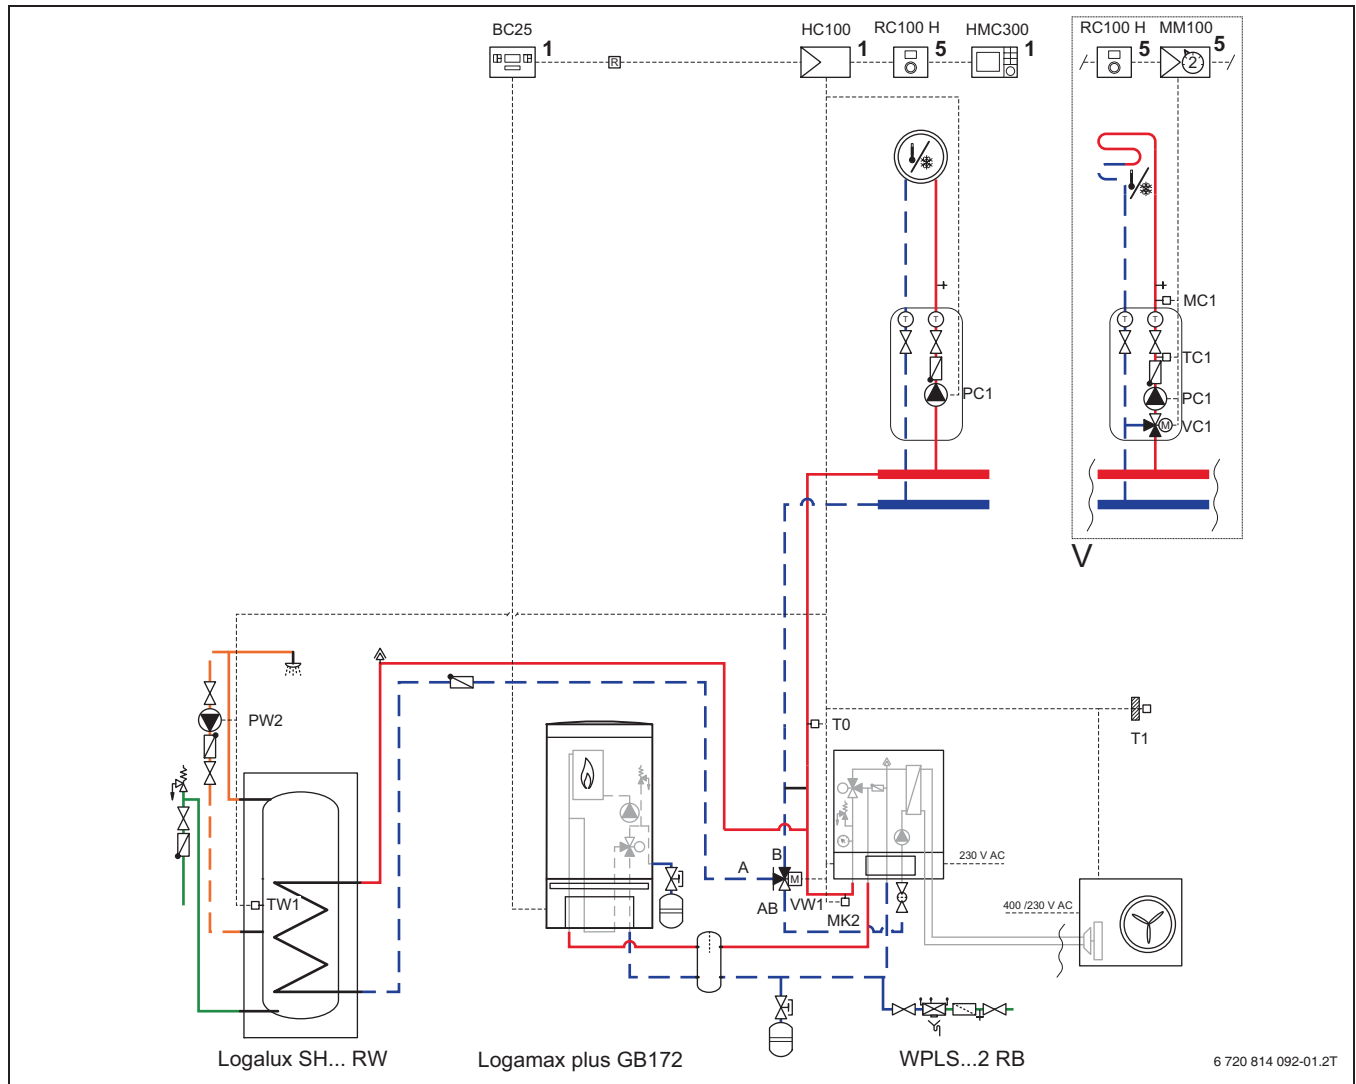 BC25
1
HC100
1
RC100 H
5
HMC300
1
RC100 H
5
MM100
5
R
2
T
T
T
T
MC1
TC1
PC1
PC1
M
VC1
V
PW2
T0
T1
B
A
M
VW1
AB
MK2
230 V AC
400 /230 V AC
TW1
Logalux SH... RW
Logamax plus GB172
WPLS...2 RB
6 720 814 092-01.2T